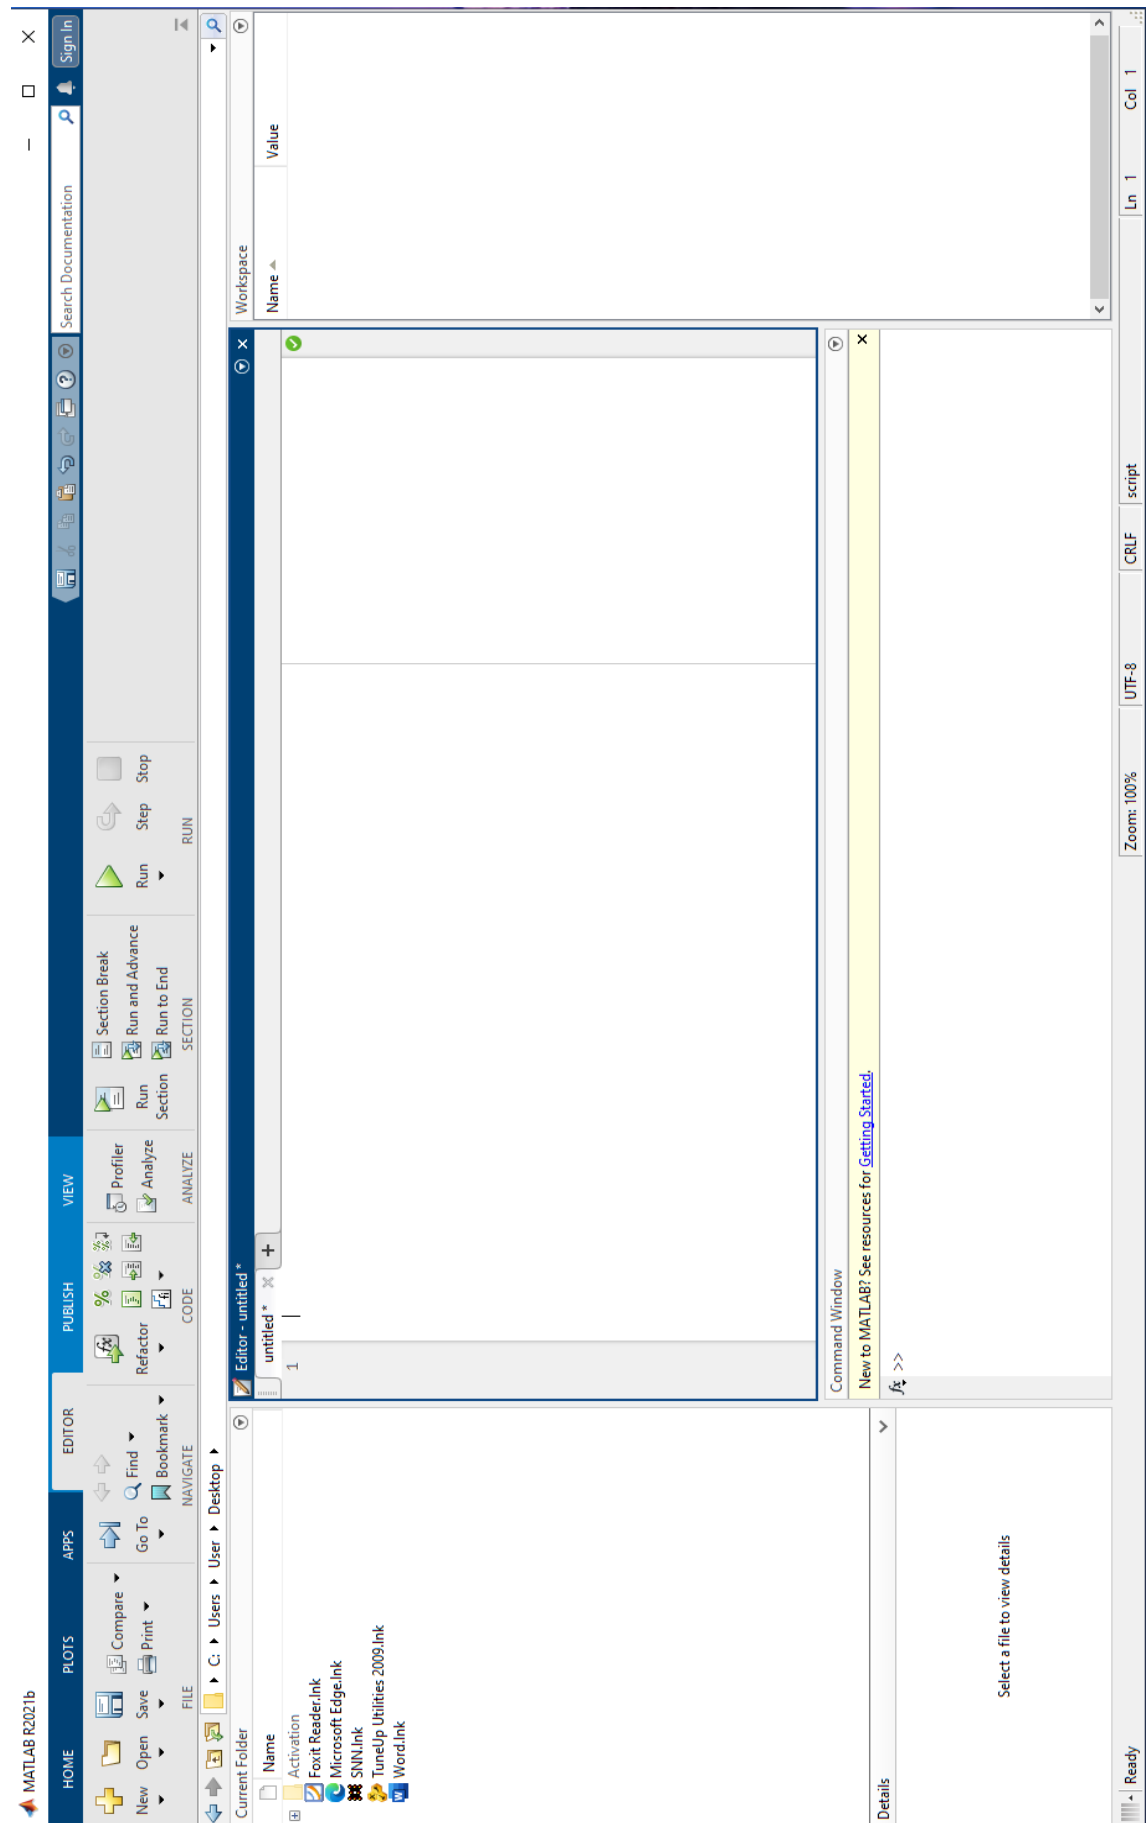 MATLAB R2021b
HOME PLOTS APPS EDITOR PUBLISH VIEW
Search Documentation
Sign In
New Open Save
Compare
Print
FILE
Go To
Find
Bookmark
NAVIGATE
Refactor
CODE
Profiler
Analyze
ANALYZE
Run Section
Section Break
Run and Advance
Run to End
SECTION
Run Step Stop
RUN
C: Users User Desktop
Current Folder
Name
Activation
Foxit Reader.lnk
Microsoft Edge.lnk
SNN.lnk
TuneUp Utilities 2009.lnk
Word.lnk
Details
Select a file to view details
Editor - untitled *
untitled * +
1
Command Window
New to MATLAB? See resources for Getting Started.
fx >>
Workspace
Name Value
Ready
Zoom: 100% UTF-8 CRLF script Ln 1 Col 1